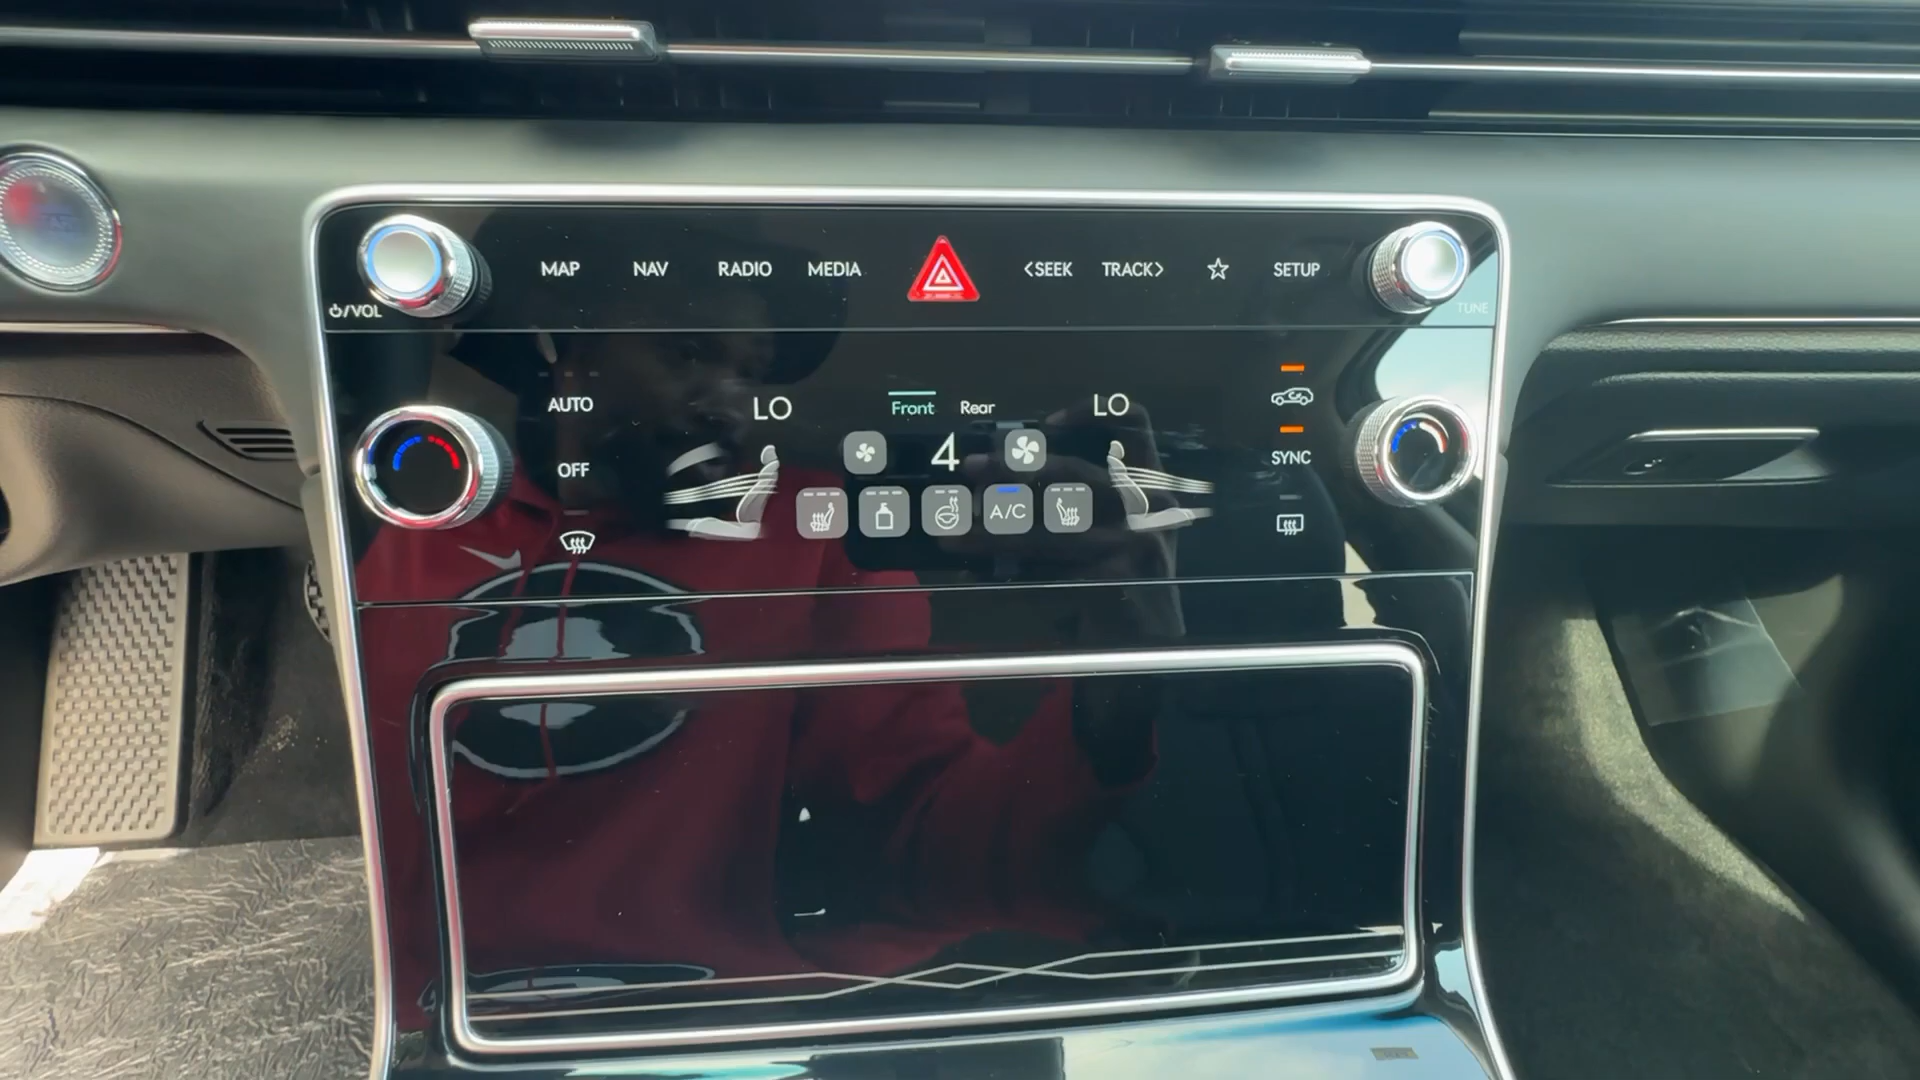 MAP NAV RADIO MEDIA <SEEK TRACK> SETUP
/VOL TUNE
AUTO LO Front Rear LO
OFF 4 SYNC
A/C